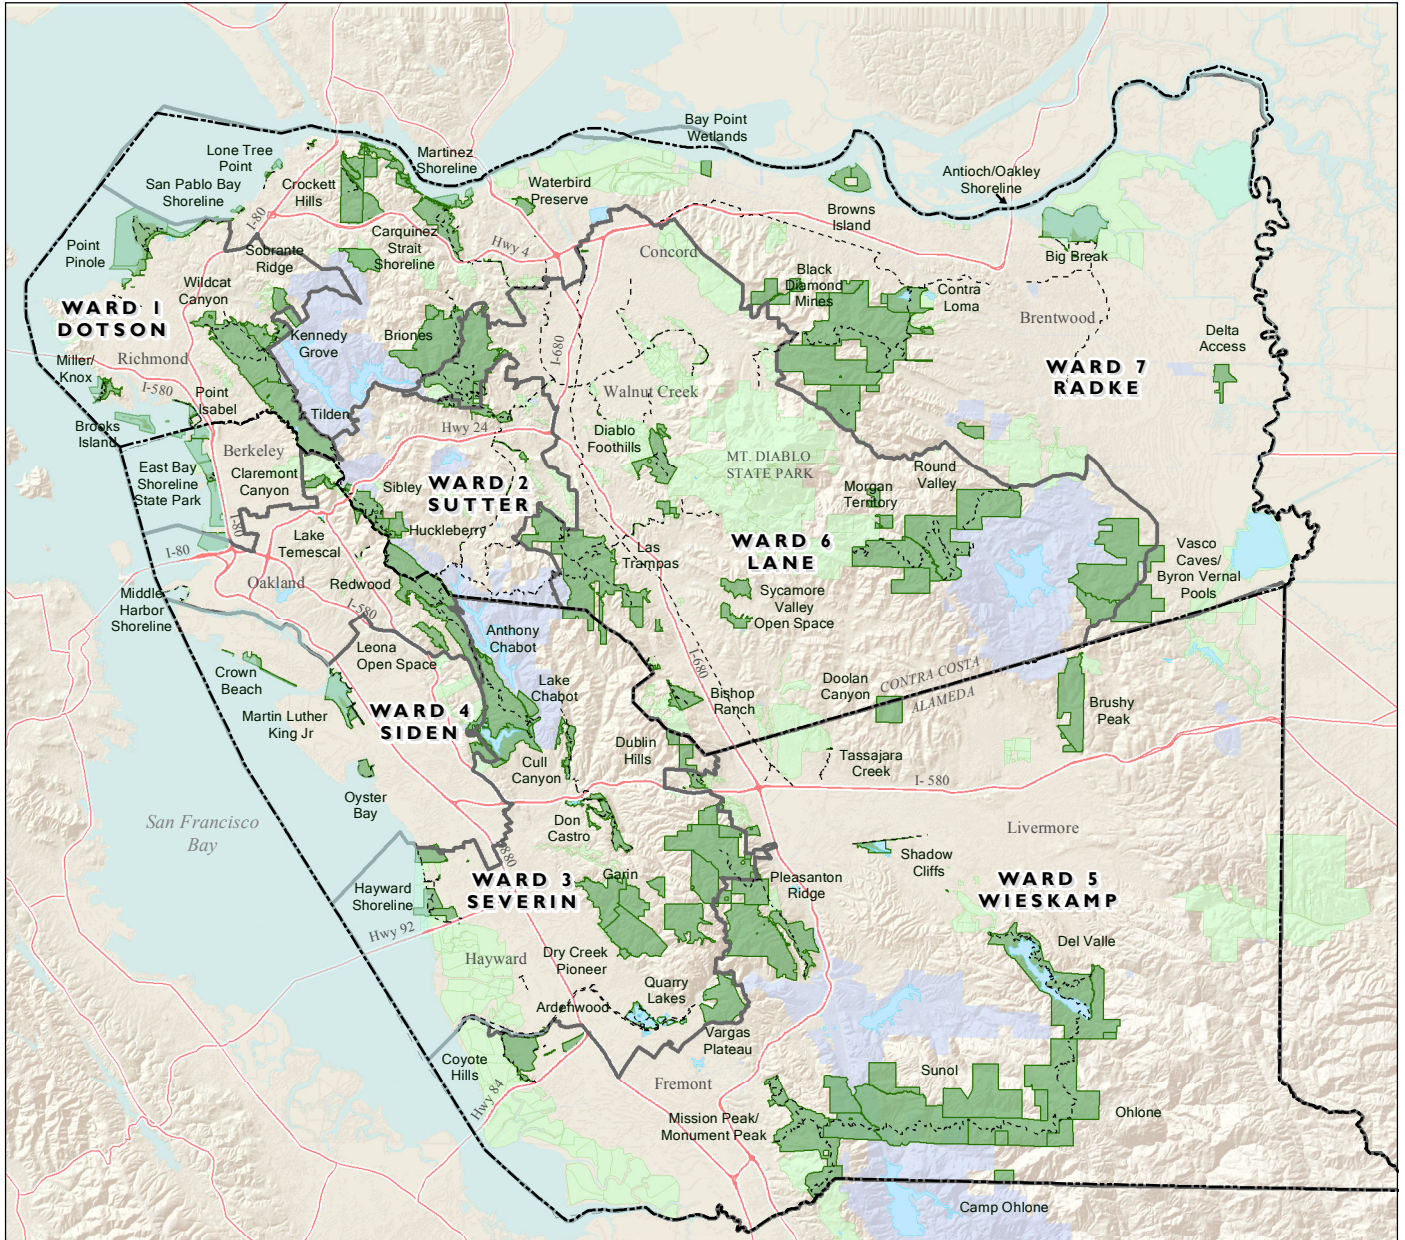 Bay Point
Wetlands
Lone Tree
Point
Martinez
Shoreline
San Pablo Bay
Shoreline
Crockett
Hills
Waterbird
Preserve
Antioch/Oakley
Shoreline
I-80
Browns
Island
Carquinez
Strait
Shoreline
Hwy 4
Concord
Point
Pinole
Sobrante
Ridge
Big Break
Wildcat
Canyon
Black
Diamond
Mines
Contra
Loma
WARD 1
DOTSON
Kennedy
Grove
Briones
I-680
Brentwood
Delta
Access
Richmond
Miller/
Knox
I-580
WARD 7
RADKE
Point
Isabel
Walnut Creek
Brooks
Island
Tilden
Hwy 24
Diablo
Foothills
Berkeley
MT. DIABLO
STATE PARK
East Bay
Shoreline
State Park
Claremont
Canyon
Sibley
WARD 2
SUTTER
Morgan
Territory
Round
Valley
I-80
Huckleberry
Lake
Temescal
I-80
WARD 6
LANE
Las
Trampas
Vasco
Caves/
Byron Vernal
Pools
Oakland
Redwood
Middle
Harbor
Shoreline
I-580
Sycamore
Valley
Open Space
Anthony
Chabot
Leona
Open Space
I-680
CONTRA COSTA
ALAMEDA
Crown
Beach
Lake
Chabot
Doolan
Canyon
Bishop
Ranch
Brushy
Peak
Martin Luther
King Jr
WARD 4
SIDEN
Dublin
Hills
Cull
Canyon
Tassajara
Creek
I- 580
Oyster
Bay
San Francisco
Bay
Don
Castro
Livermore
I-880
Shadow
Cliffs
Hayward
Shoreline
WARD 3
SEVERIN
Garin
Pleasanton
Ridge
WARD 5
WIESKAMP
Hwy 92
Del Valle
Hayward
Dry Creek
Pioneer
Quarry
Lakes
Ardenwood
Vargas
Plateau
Coyote
Hills
Fremont
Sunol
Hwy 84
Mission Peak/
Monument Peak
Ohlone
Camp Ohlone